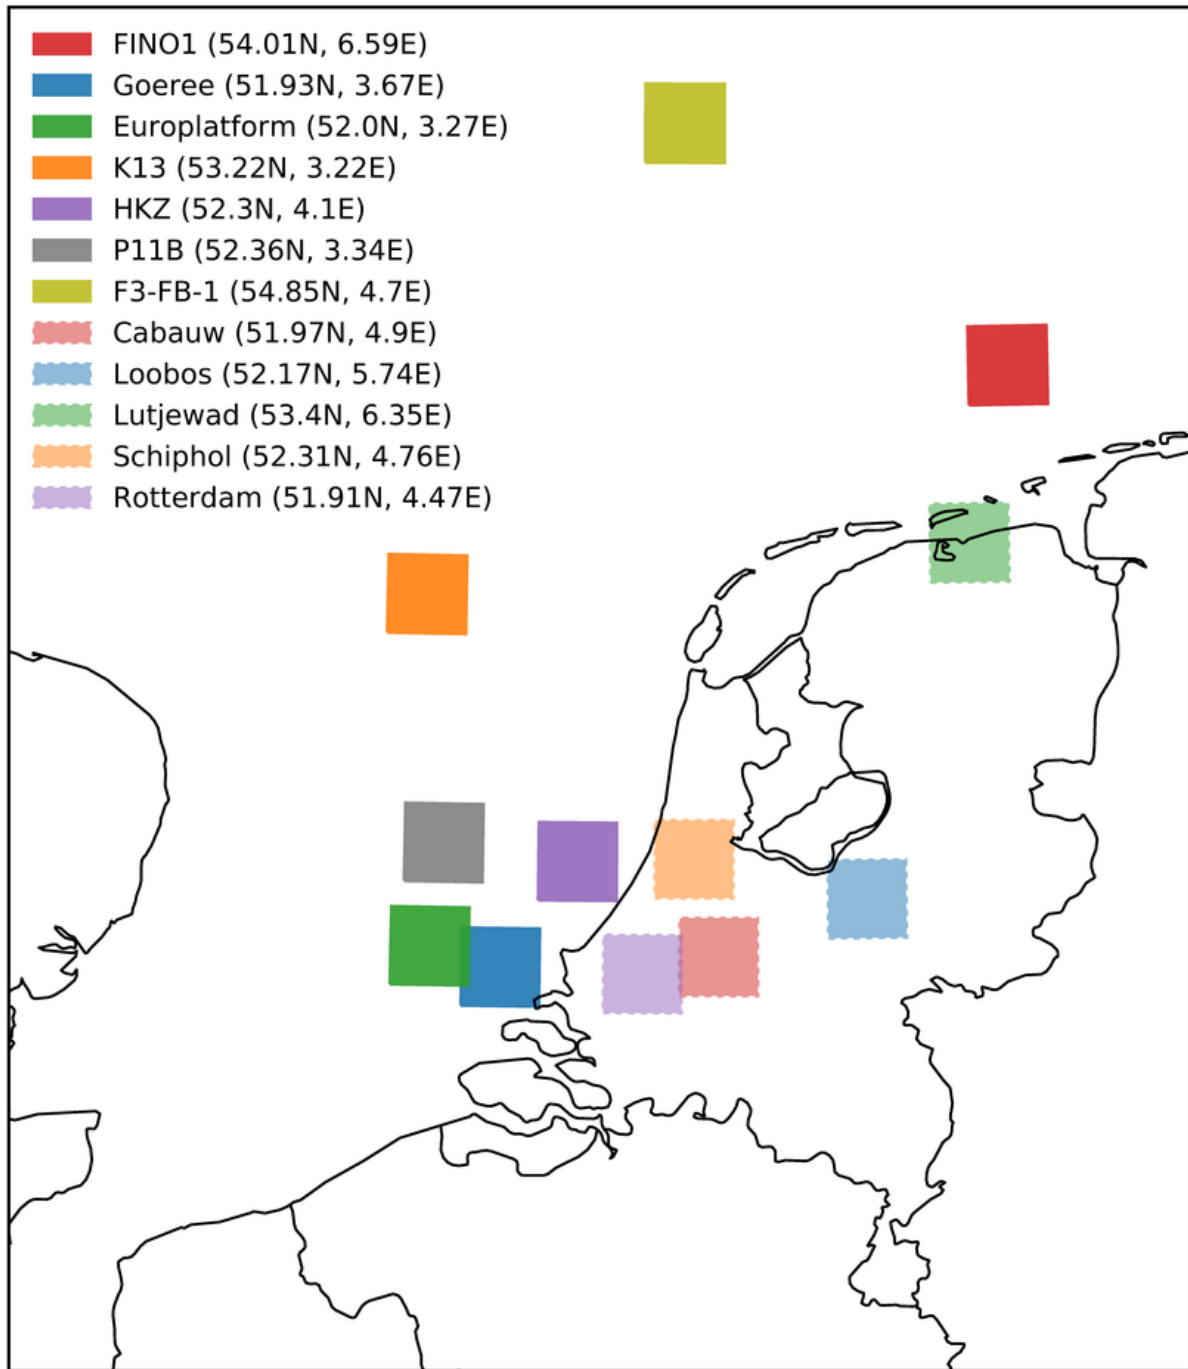 FINO1 (54.01N, 6.59E)
Goeree (51.93N, 3.67E)
Europlatform (52.0N, 3.27E)
K13 (53.22N, 3.22E)
HKZ (52.3N, 4.1E)
P11B (52.36N, 3.34E)
F3-FB-1 (54.85N, 4.7E)
Cabauw (51.97N, 4.9E)
Loobos (52.17N, 5.74E)
Lutjewad (53.4N, 6.35E)
Schiphol (52.31N, 4.76E)
Rotterdam (51.91N, 4.47E)